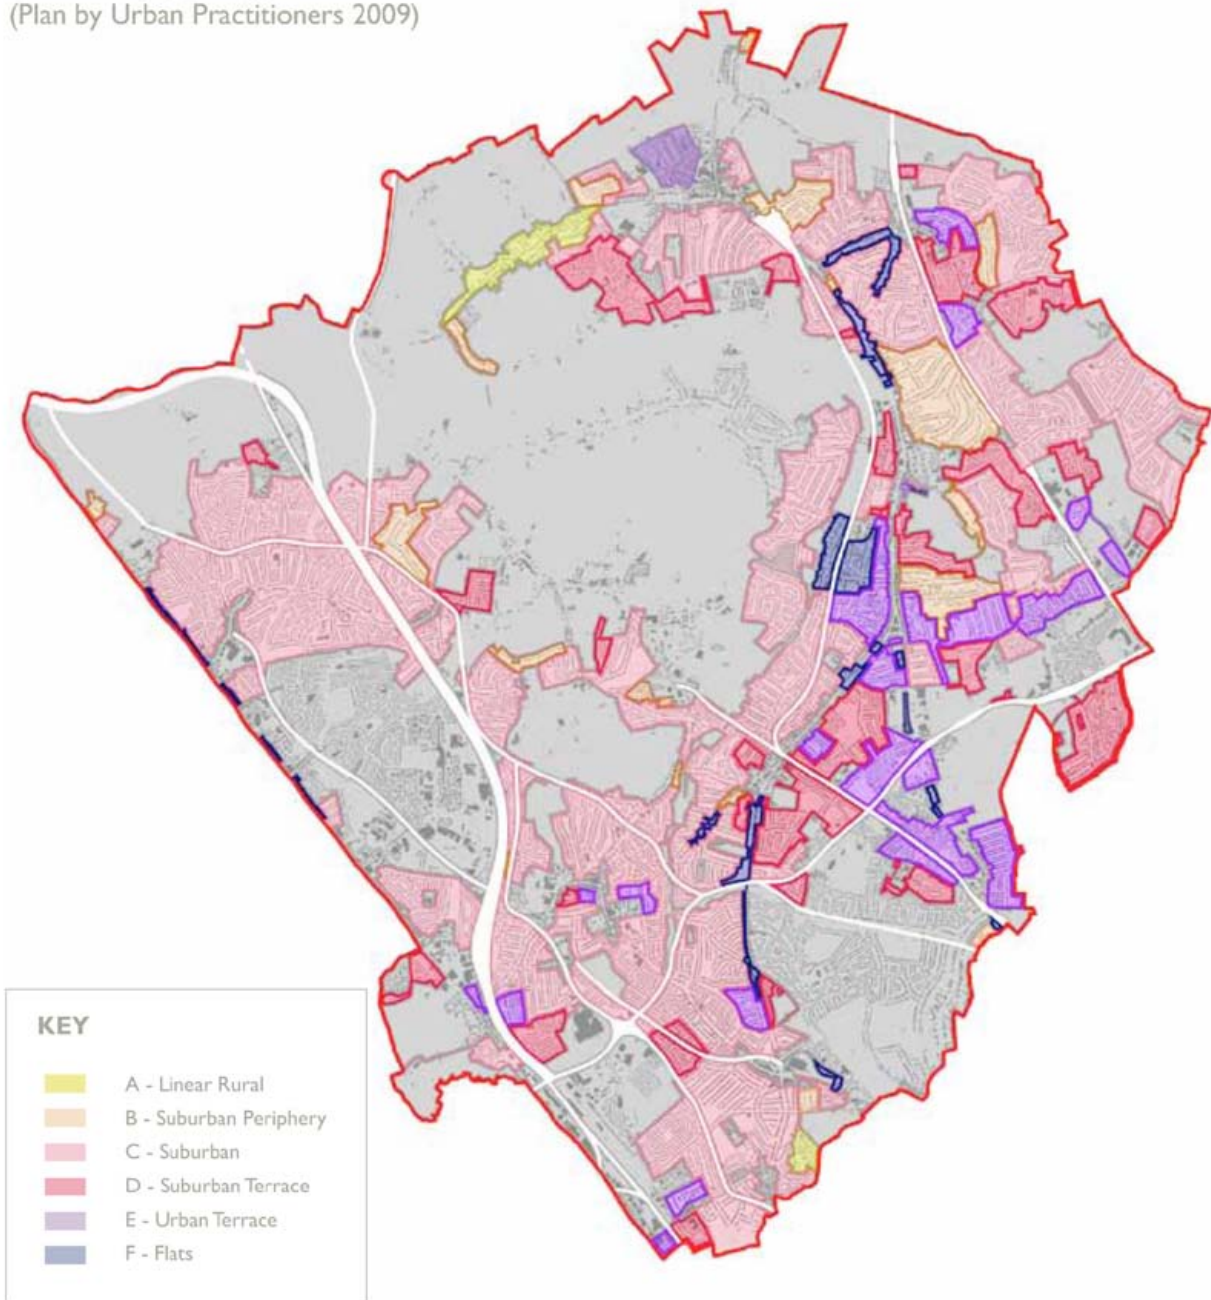 (Plan by Urban Practitioners 2009)
KEY
A - Linear Rural
B - Suburban Periphery
C - Suburban
D - Suburban Terrace
E - Urban Terrace
F - Flats